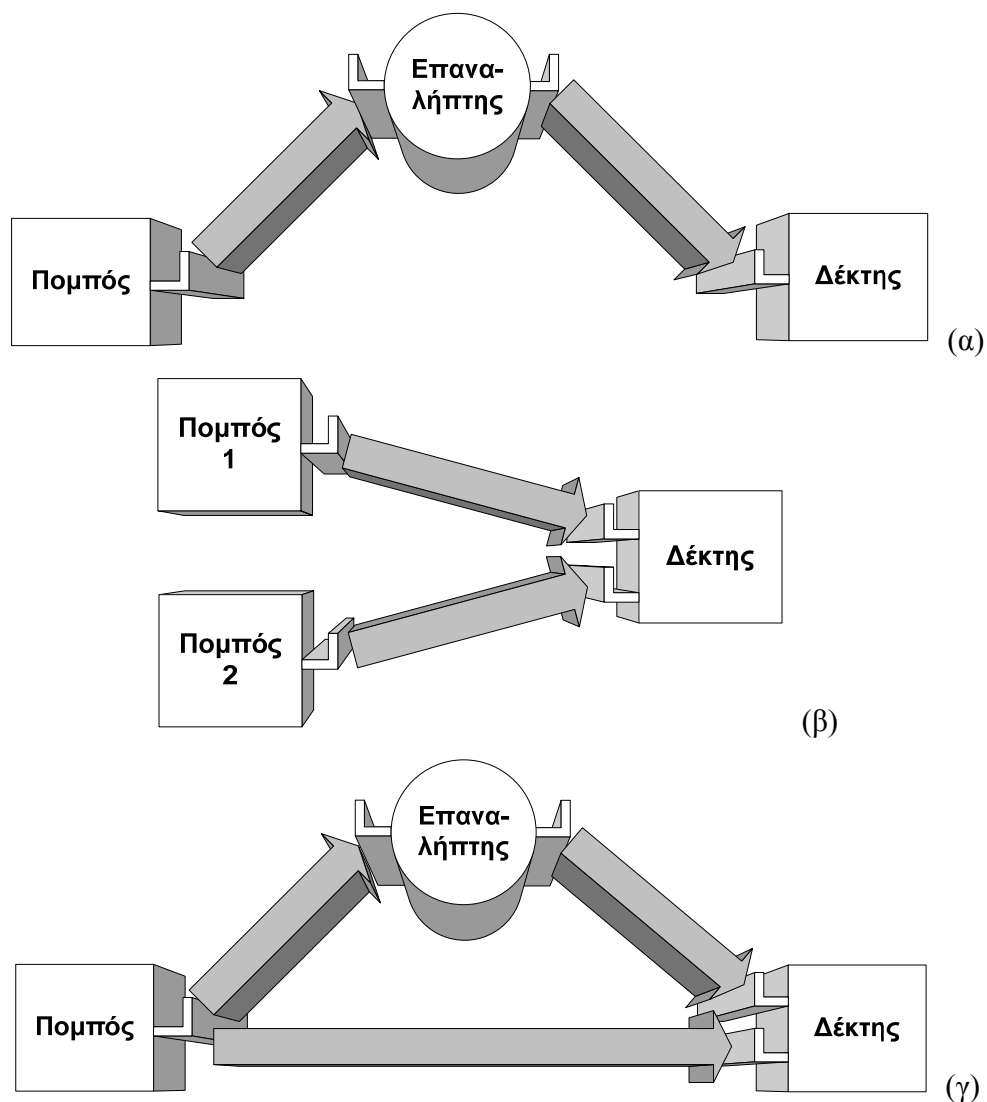 Επανα-
λήπτης
Πομπός
Δέκτης
(α)
Πομπός
1
Δέκτης
Πομπός
2
(β)
Επανα-
λήπτης
Πομπός
Δέκτης
(γ)